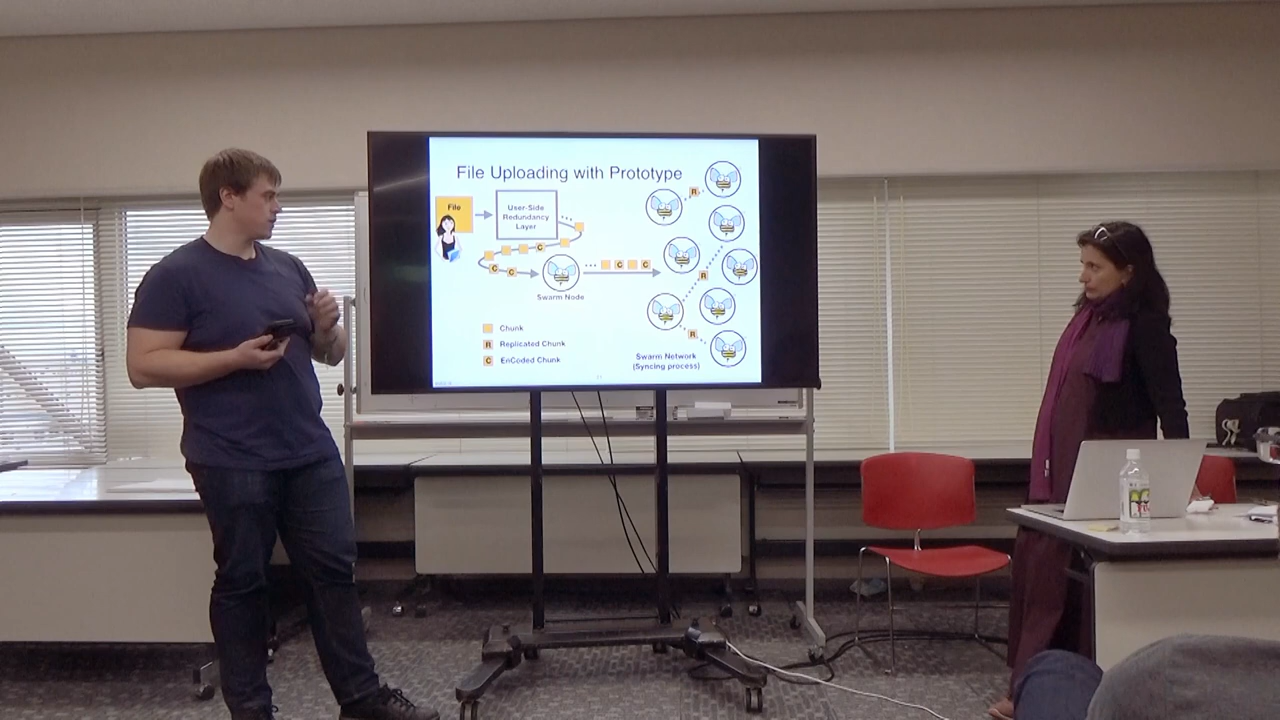 File Uploading with Prototype
File
User-Side
Redundancy
Layer
R
C
C
C
C
C
R
R
Swarm Node
Chunk
R Replicated Chunk
C EnCoded Chunk
Swarm Network
(Syncing process)